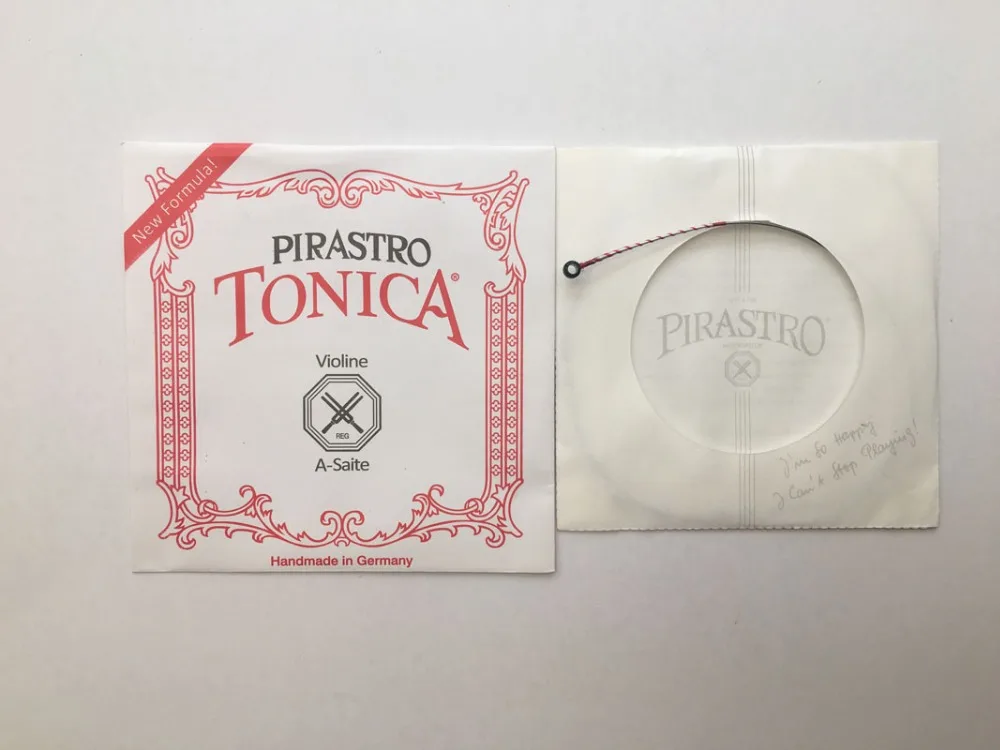 New Formula!
PIRASTRO
TONICA®
Violine
REG
A-Saite
Handmade in Germany
PIRASTRO®
I'm So Happy
I Can't Stop Playing!